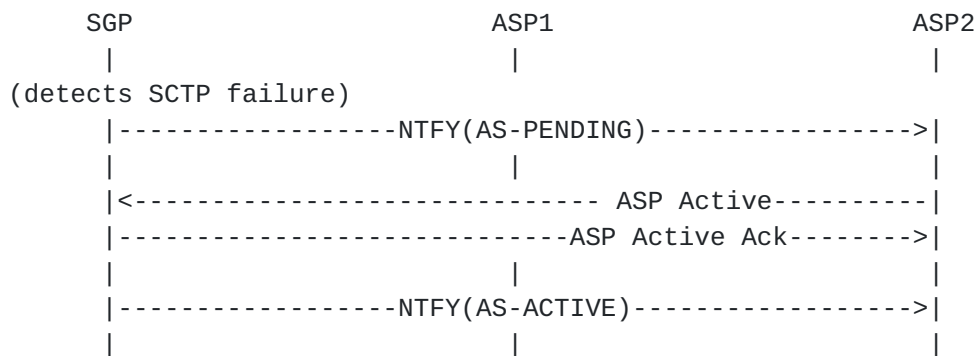 SGP                       ASP1                         ASP2
 |                         |                          |
(detects SCTP failure)
 |------------------NTFY(AS-PENDING)----------------->|
 |                         |                          |
 |<------------------------------ ASP Active----------|
 |-----------------------------ASP Active Ack-------->|
 |                         |                          |
 |------------------NTFY(AS-ACTIVE)------------------>|
 |                         |                          |